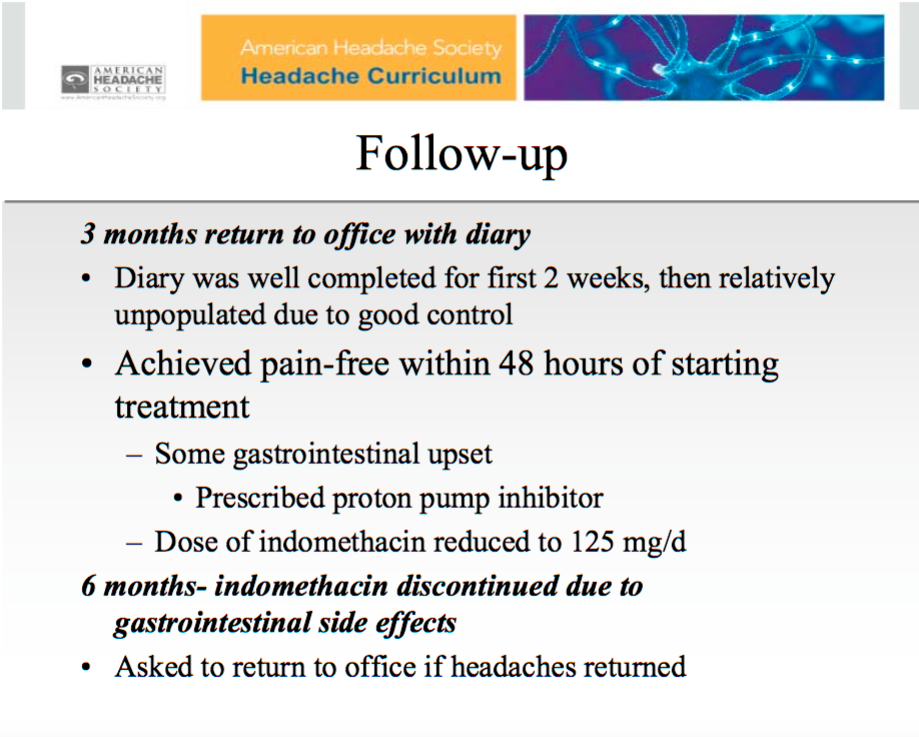 AMERICAN
HEADACHE
SOCIETY
www.AmericanHeadacheSociety.org
American Headache Society
Headache Curriculum
Follow-up
3 months return to office with diary
• Diary was well completed for first 2 weeks, then relatively
unpopulated due to good control
• Achieved pain-free within 48 hours of starting
treatment
– Some gastrointestinal upset
• Prescribed proton pump inhibitor
– Dose of indomethacin reduced to 125 mg/d
6 months- indomethacin discontinued due to
gastrointestinal side effects
• Asked to return to office if headaches returned